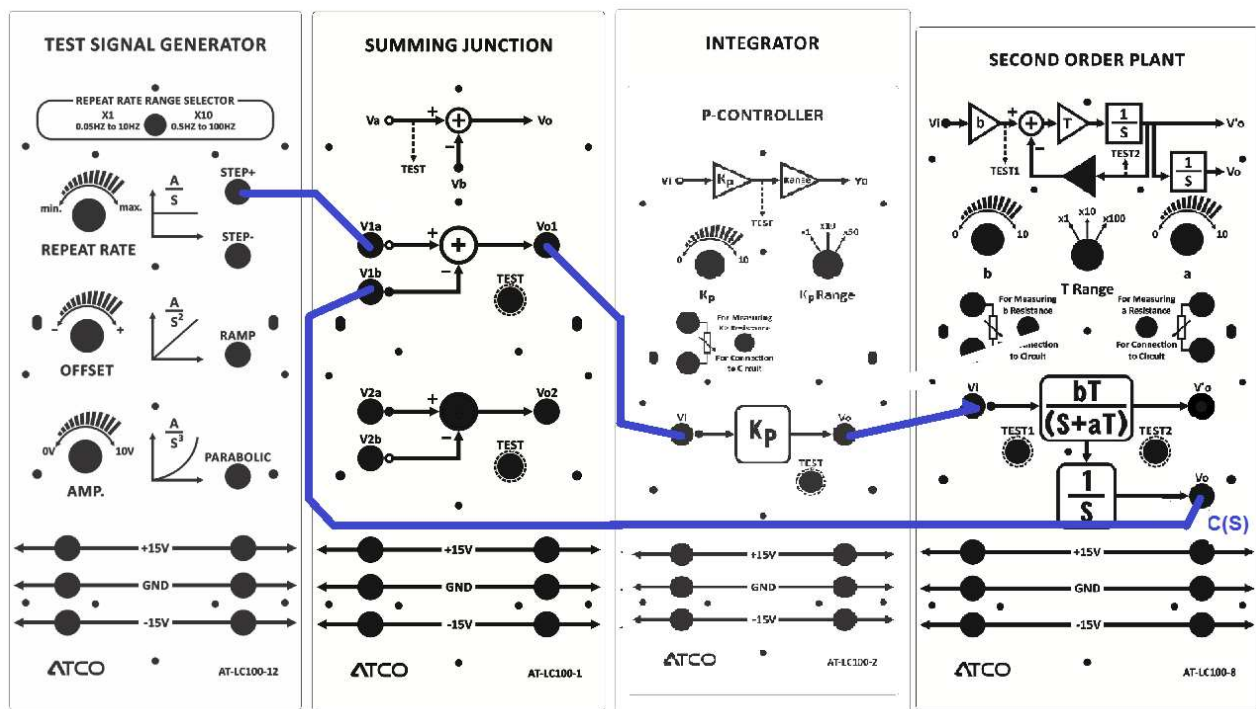 TEST SIGNAL GENERATOR
REPEAT RATE RANGE SELECTOR
X1
X10
0.05HZ to 10HZ
0.5HZ to 100HZ
min.
max.
REPEAT RATE
A
S
STEP+
STEP-
-
+
OFFSET
A
S²
RAMP
0V
10V
AMP.
A
S³
PARABOLIC
+15V
GND
-15V
ATCO
AT-LC100-12
SUMMING JUNCTION
Va
+
+
Vo
-
TEST
Vb
V1a
+
+
Vo1
V1b
-
TEST
V2a
+
Vo2
V2b
-
TEST
+15V
GND
-15V
ATCO
AT-LC100-1
INTEGRATOR
P-CONTROLLER
Vi
Kp
Vo
TEST
0
10
Kp
x1
x10
x50
Kp Range
For Measuring
Resistance
For Connection
to Circuit
Vi
KP
Vo
TEST
+15V
GND
-15V
ATCO
AT-LC100-2
SECOND ORDER PLANT
Vi
b
+
+
-
T
1
S
V'o
TEST1
TEST2
1
S
Vo
0
10
b
x1
x10
x100
T Range
0
10
a
For Measuring
b Resistance
to Circuit
For Measuring
a Resistance
For Connection
to Circuit
Vi
bT
(S+aT)
V'o
TEST1
TEST2
1
S
Vo
C(S)
+15V
GND
-15V
ATCO
AT-LC100-8